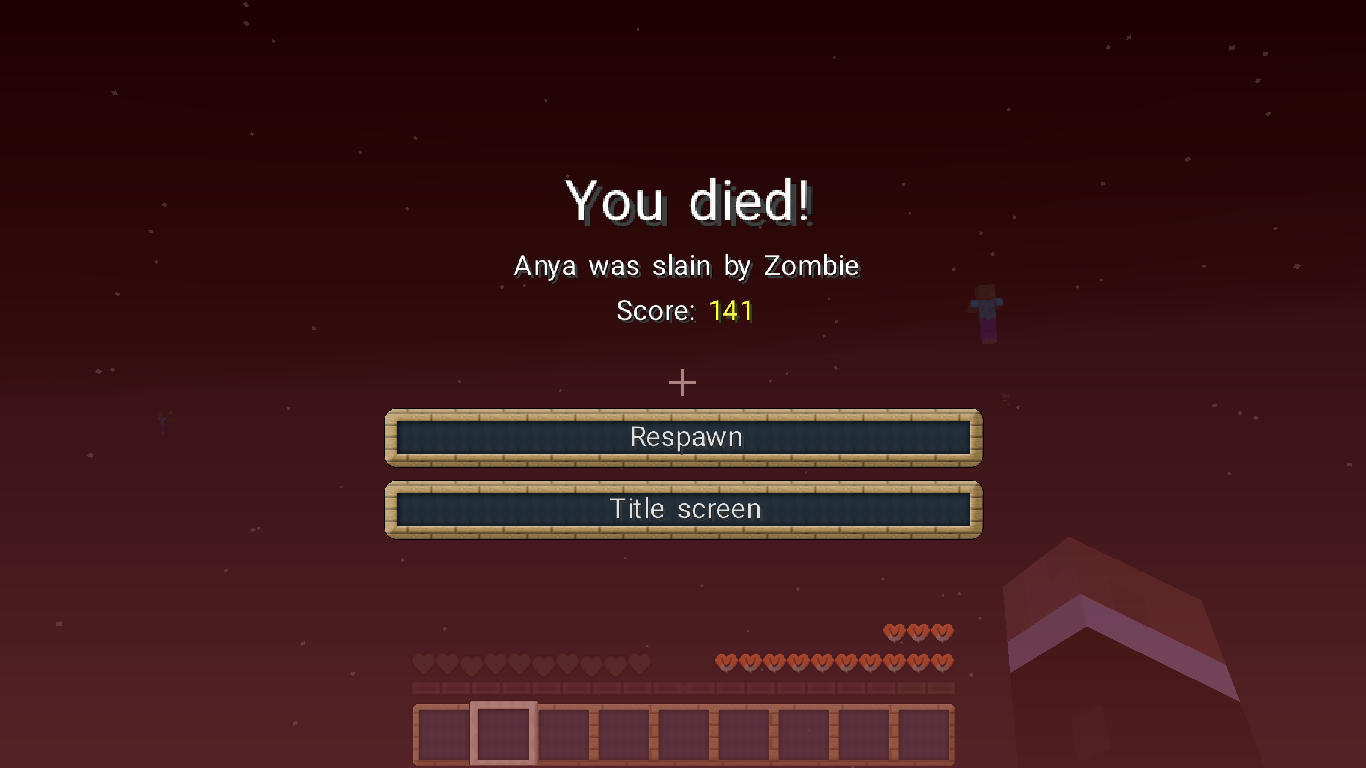 You died!
Anya was slain by Zombie
Score: 141
Respawn
Title screen